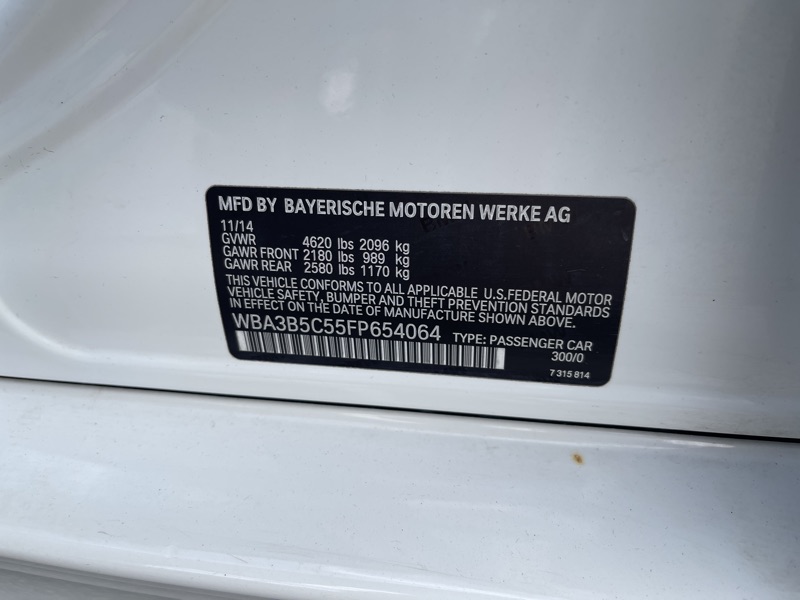 MFD BY BAYERISCHE MOTOREN WERKE AG
11/14
GVWR 4620 lbs 2096 kg
GAWR FRONT 2180 lbs 989 kg
GAWR REAR 2580 lbs 1170 kg
THIS VEHICLE CONFORMS TO ALL APPLICABLE U.S.FEDERAL MOTOR
VEHICLE SAFETY, BUMPER AND THEFT PREVENTION STANDARDS
IN EFFECT ON THE DATE OF MANUFACTURE SHOWN ABOVE.
WBA3B5C55FP654064 TYPE: PASSENGER CAR
300/0
7 315 814